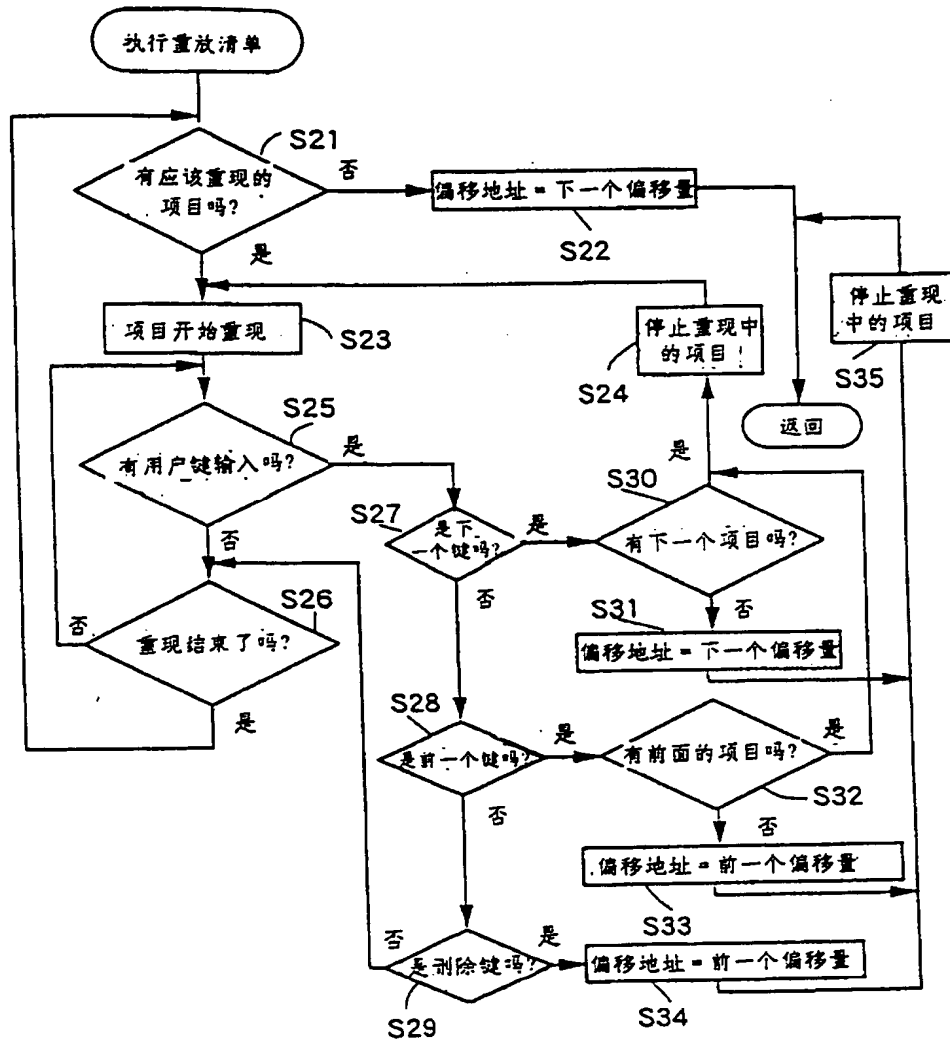 执行重放清单
S21
有应该重现的
项目吗?
否
偏移地址=下一个偏移量
S22
是
项目开始重现
S23
停止重现中
的项目!
S24
停止重现
中的项目
S35
返回
S25
有用户键输入吗?
是
否
S27
是下
一个键吗?
是
否
S30
有下一个项目吗?
是
否
S31
偏移地址=下一个偏移量
S26
重现结束了吗?
否
是
S28
是前一个键吗?
是
否
有前面的项目吗?
是
S32
否
偏移地址=前一个偏移量
S33
否
是删除键吗?
是
S29
偏移地址=前一个偏移量
S34